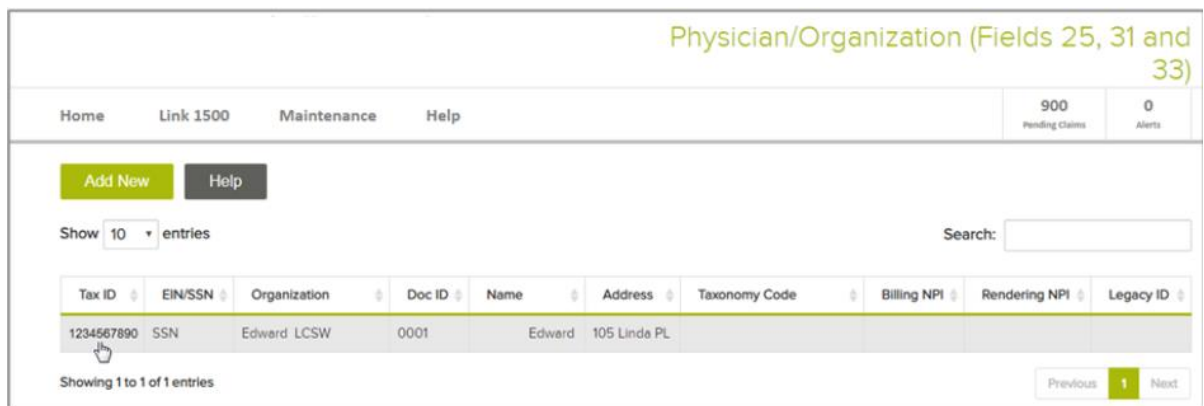 Physician/Organization (Fields 25, 31 and
33)
Home Link 1500 Maintenance Help 900 0
Pending Claims Alerts
Add New Help
Show 10 entries Search:
Tax ID EIN/SSN Organization Doc ID Name Address Taxonomy Code Billing NPI Rendering NPI Legacy ID
1234567890 SSN Edward LCSW 0001 Edward 105 Linda PL
Showing 1 to 1 of 1 entries Previous 1 Next